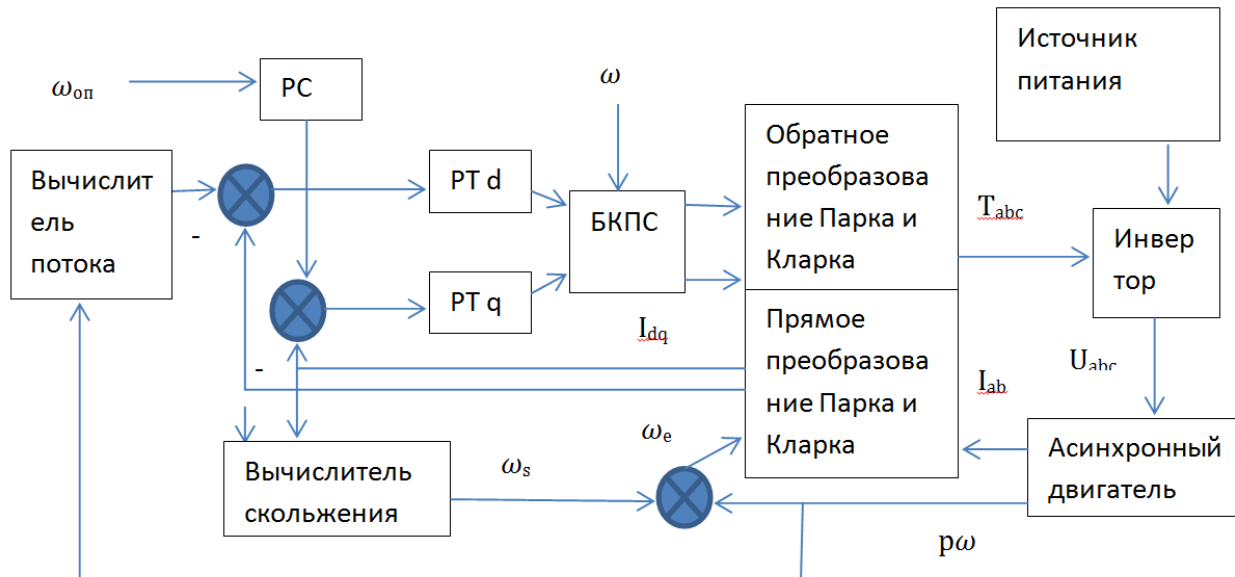 Источник
питания
ω
ωоп
РС
Обратное
преобразова
ние Парка и
Кларка
Вычислит
ель
потока
РТ d
БКПС
Tabc
Инвер
тор
-
РТ q
Idq
Прямое
преобразова
ние Парка и
Кларка
Uabc
-
Iab
ωe
Асинхронный
двигатель
Вычислитель
скольжения
ωs
pω